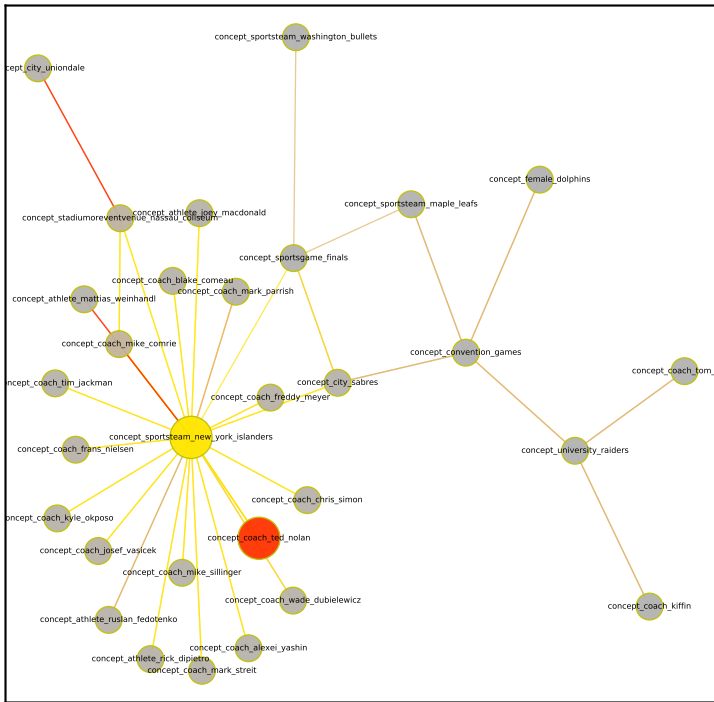 concept_sportsteam_washington_bullets
cept_city_uniondale
concept_female_dolphins
concept_sportsteam_maple_leafs
concept_athlete_joey_macdonald
concept_stadiumoreventvenue_nassau_coliseum
concept_sportsgame_finals
concept_coach_blake_comeau
concept_coach_mark_parrish
concept_athlete_mattias_weinhandl
concept_coach_mike_comrie
concept_convention_games
concept_coach_tom_
concept_coach_tim_jackman
concept_city_sabres
concept_coach_freddy_meyer
concept_sportsteam_new_york_islanders
concept_coach_frans_nielsen
concept_university_raiders
concept_coach_chris_simon
oncept_coach_kyle_okposo
concept_coach_ted_nolan
concept_coach_josef_vasicek
concept_coach_mike_sillinger
concept_coach_wade_dubielewicz
concept_coach_kiffin
concept_athlete_ruslan_fedotenko
concept_coach_alexei_yashin
concept_athlete_rick_dipietro
concept_coach_mark_streit